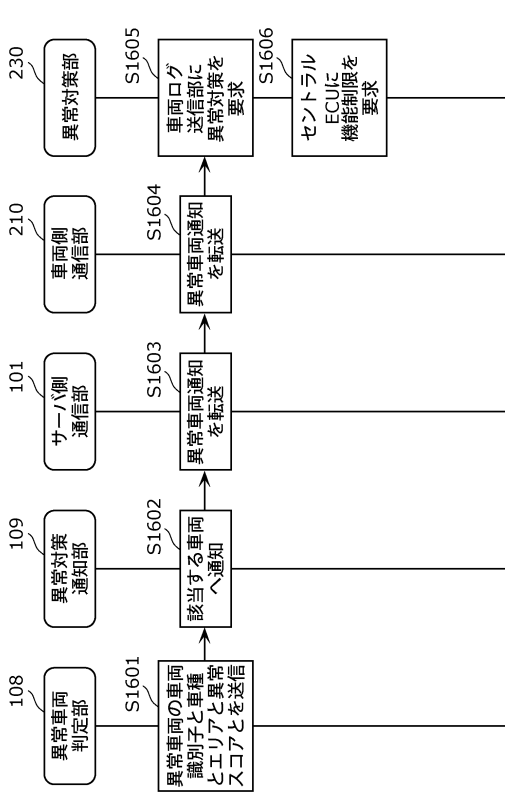 108
異常車両
判定部
109
異常対策
通知部
101
サーバ側
通信部
210
車両側
通信部
230
異常対策部
S1601
異常車両の車両
識別子と車種
とエリアと異常
スコアとを送信
S1602
該当する車両
へ通知
S1603
異常車両通知
を転送
S1604
異常車両通知
を転送
S1605
車両ログ
送信部に
異常対策を
要求
S1606
セントラル
ECUに
機能制限を
要求